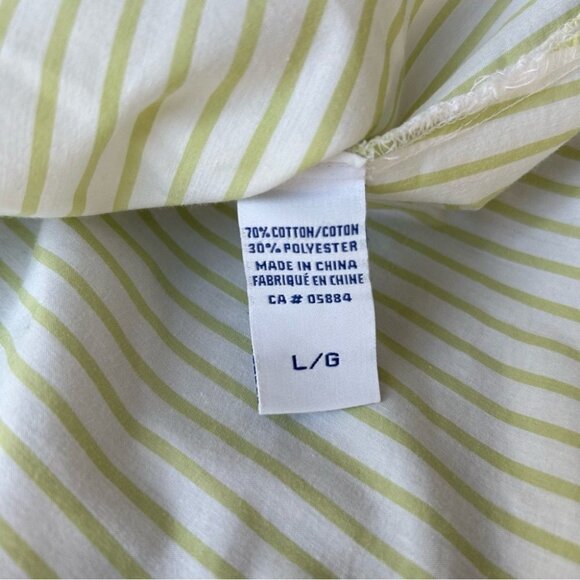 70% COTTON/COTON
30% POLYESTER
MADE IN CHINA
FABRIQUÉ EN CHINE
CA # 05884
L/G